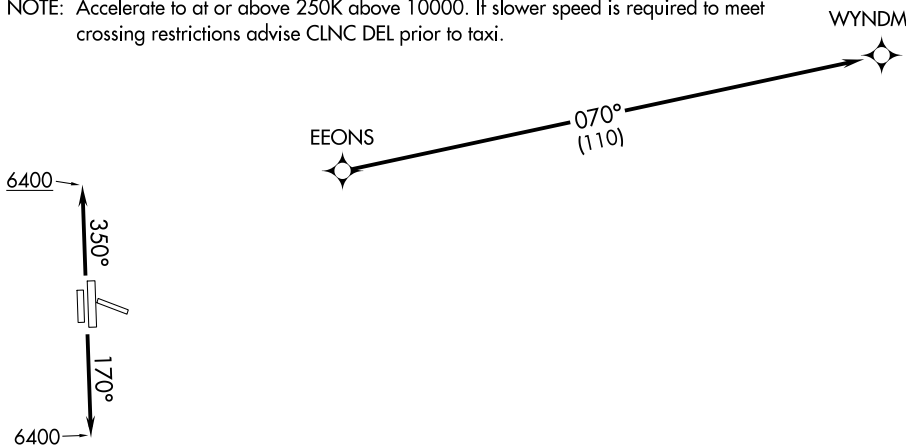 NOTE: Accelerate to at or above 250K above 10000. If slower speed is required to meet
crossing restrictions advise CLNC DEL prior to taxi.
WYNDM
070°
(110)
EEONS
6400
350°
170°
6400